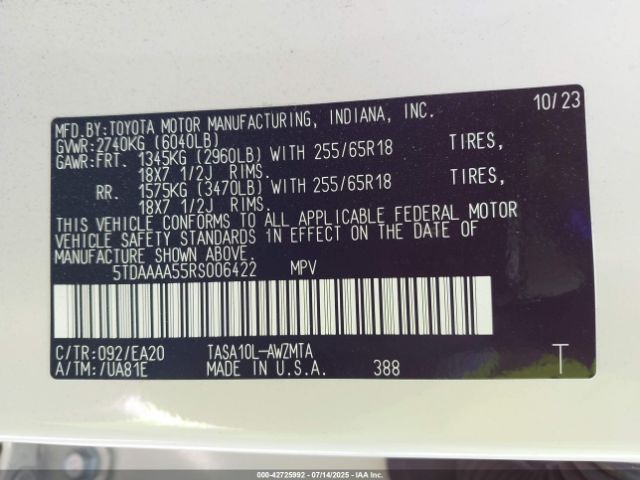 MFD. BY: TOYOTA MOTOR MANUFACTURING, INDIANA, INC. 10/23
GVWR: 2740KG (6040LB)
GAWR: FRT. 1345KG (2960LB) WITH 255/65R18 TIRES,
18X7 1/2J RIMS.
RR. 1575KG (3470LB) WITH 255/65R18 TIRES,
18X7 1/2J RIMS.
THIS VEHICLE CONFORMS TO ALL APPLICABLE FEDERAL MOTOR
VEHICLE SAFETY STANDARDS IN EFFECT ON THE DATE OF
MANUFACTURE SHOWN ABOVE.
5TDAAAA55RS006422 MPV
C/TR: 092/EA20 TASA10L-AWZMTA
A/TM: /UA81E MADE IN U.S.A. 388 T
000-42725992 - 07/14/2025 - IAAI.COM